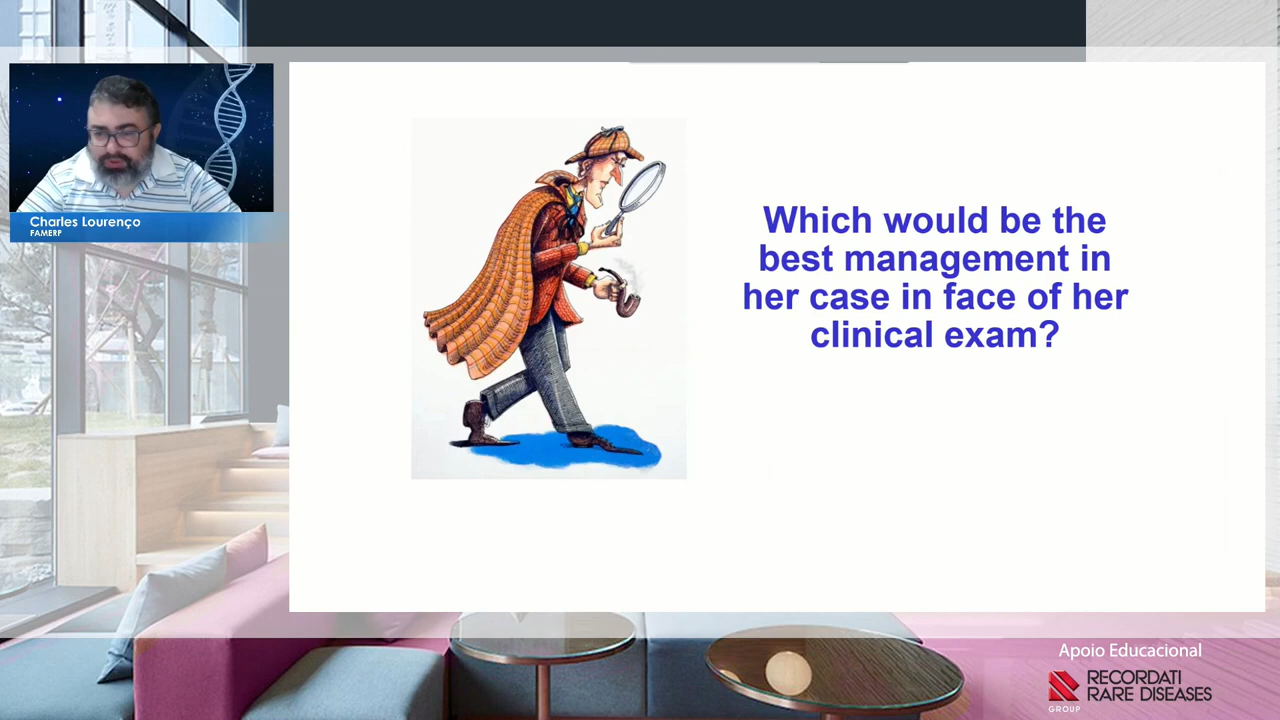 Charles Lourenço
FAMERP
Which would be the
best management in
her case in face of her
clinical exam?
Apoio Educacional
RECORDATI
RARE DISEASES
GROUP